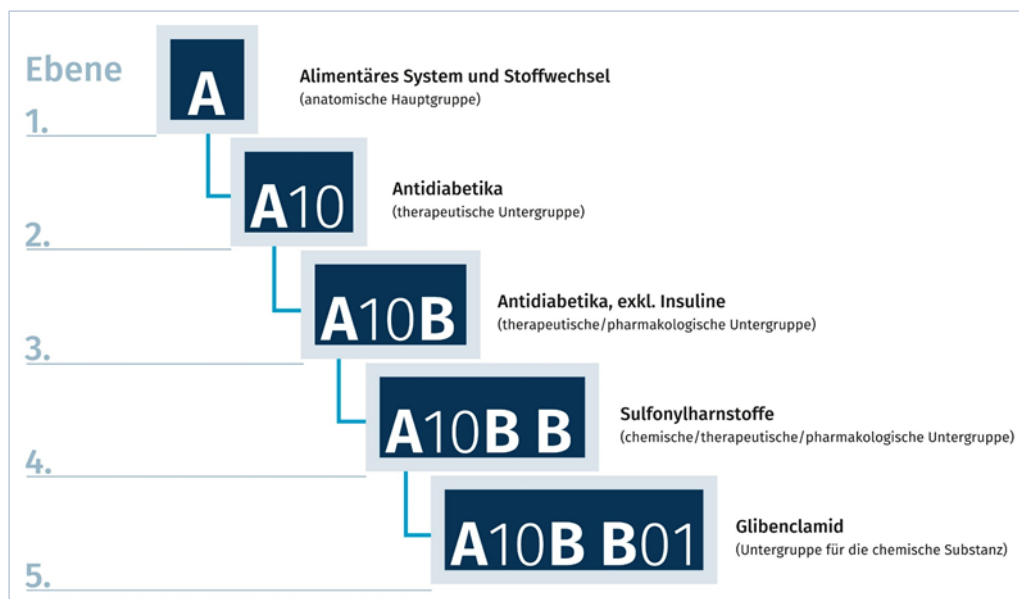 Ebene
1.
A
Alimentäres System und Stoffwechsel
(anatomische Hauptgruppe)
2.
A10
Antidiabetika
(therapeutische Untergruppe)
3.
A10B
Antidiabetika, exkl. Insuline
(therapeutische/pharmakologische Untergruppe)
4.
A10B B
Sulfonylharnstoffe
(chemische/therapeutische/pharmakologische Untergruppe)
5.
A10B B01
Glibenclamid
(Untergruppe für die chemische Substanz)